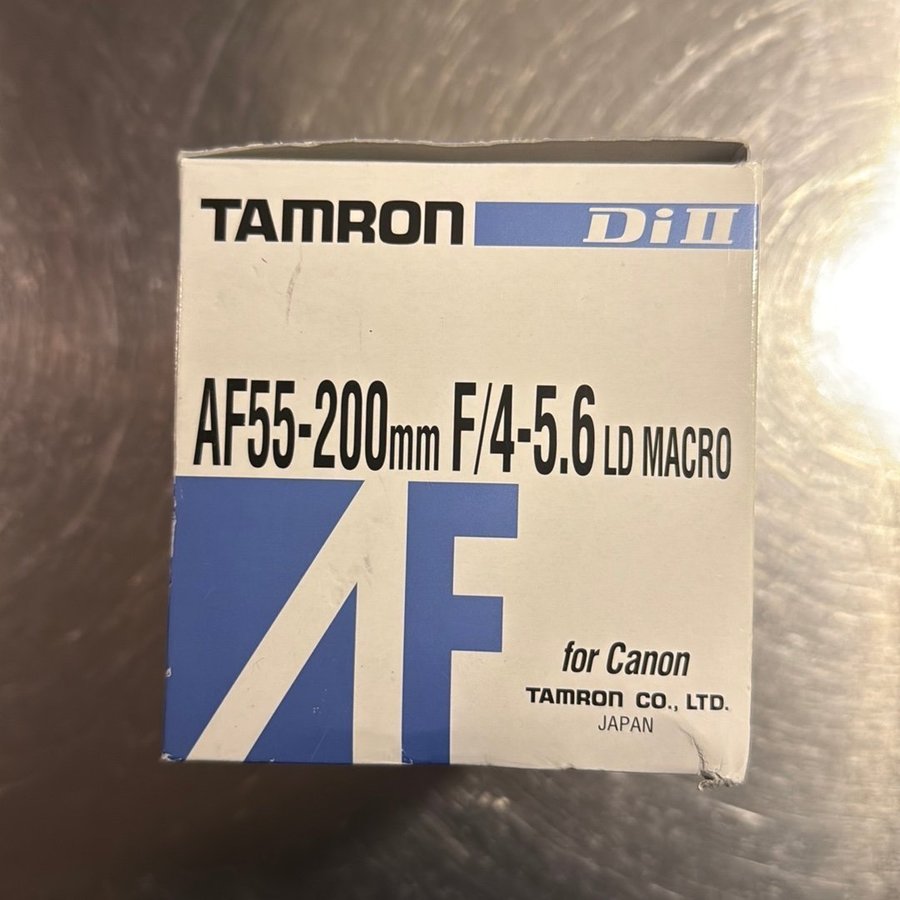 TAMRON Di II
AF55-200mm F/4-5.6 LD MACRO
AF
for Canon
TAMRON CO., LTD.
JAPAN